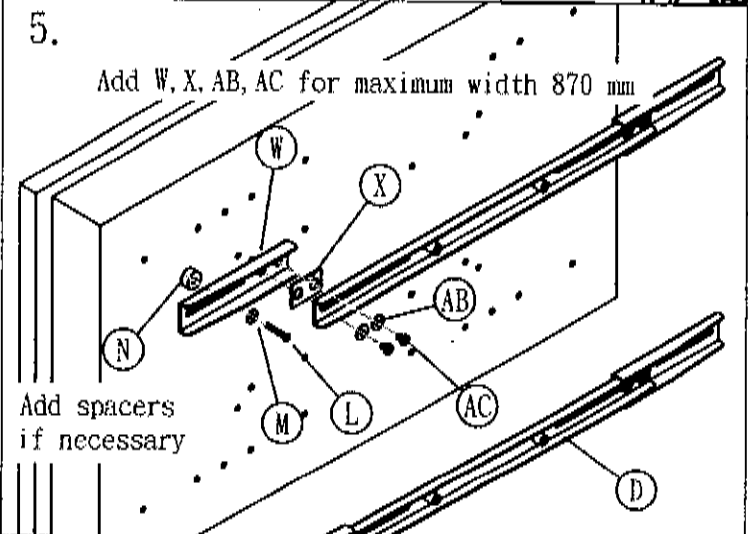 5.
Add W, X, AB, AC for maximum width 870 mm
W
X
AB
N
M
L
AC
Add spacers
if necessary
D